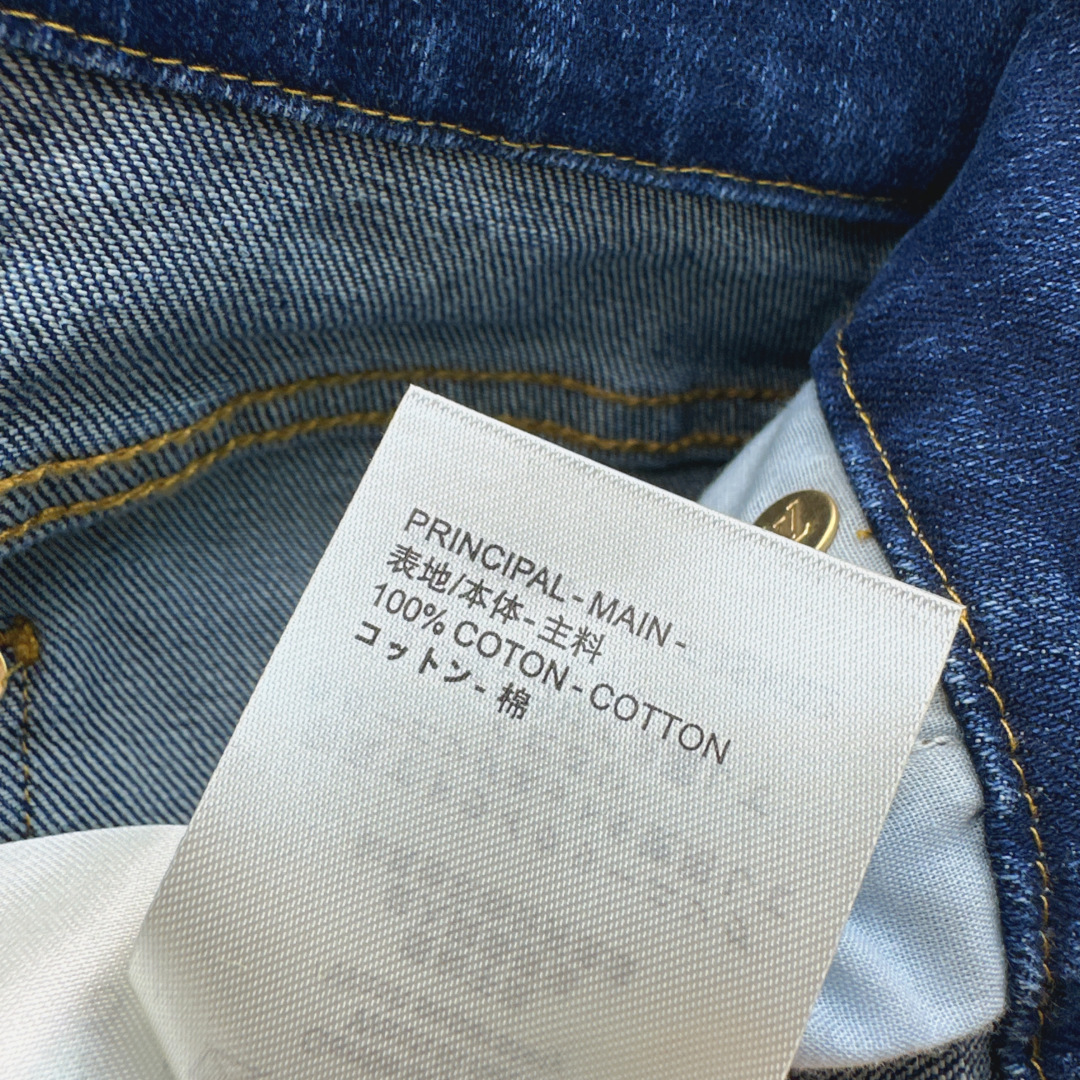 PRINCIPAL - MAIN -
表地/本体 - 主料
100% COTON - COTTON
コットン - 棉